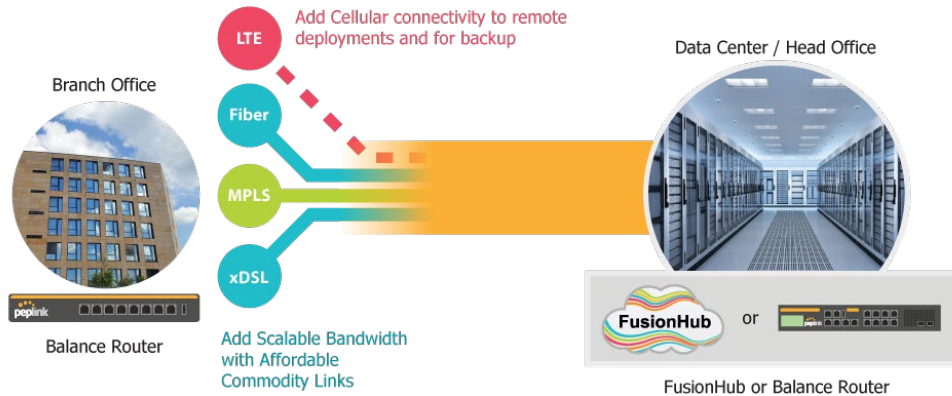 LTE
Add Cellular connectivity to remote
deployments and for backup
Data Center / Head Office
Branch Office
Fiber
MPLS
xDSL
peplink
Balance Router
Add Scalable Bandwidth
with Affordable
Commodity Links
FusionHub
or
peplink
FusionHub or Balance Router